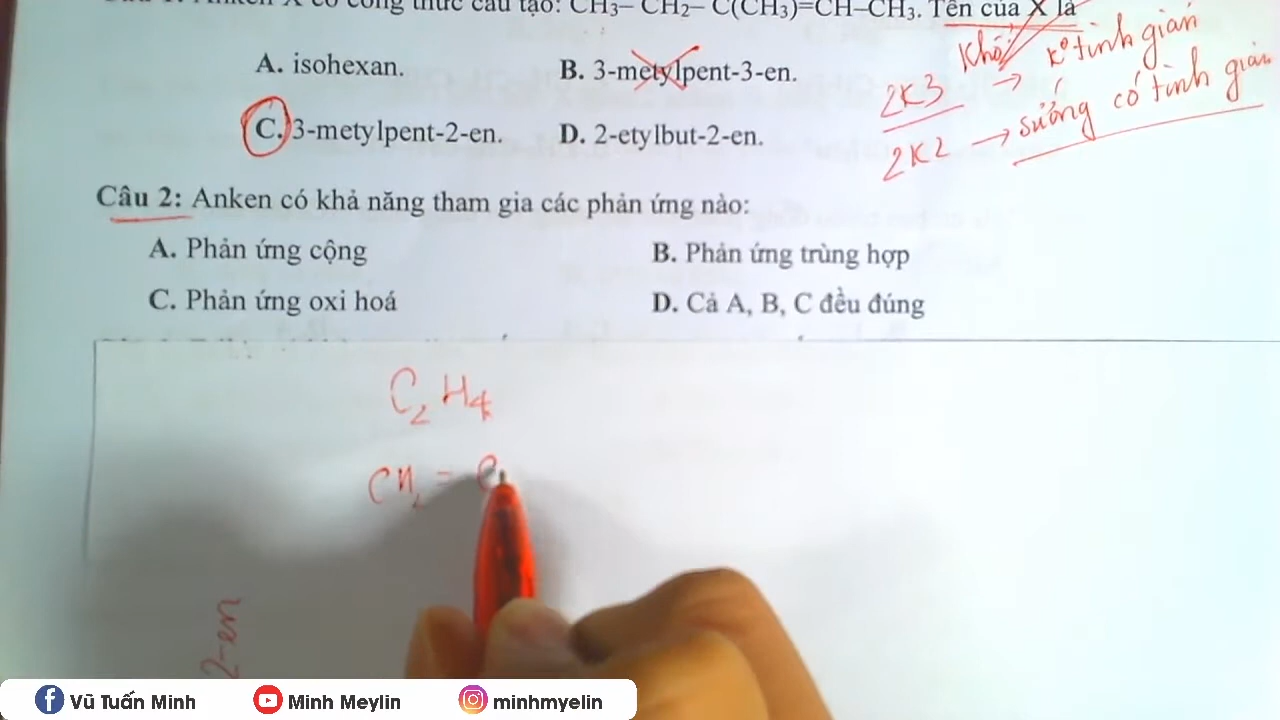 Câu 1: Anken X có công thức cấu tạo: CH3– CH2– C(CH3)=CH–CH3. Tên của X là
A. isohexan.
B. 3-metylpent-3-en.
C. 3-metylpent-2-en.
D. 2-etylbut-2-en.
2K3 → K° tinh giản
2K2 → sướng có tinh giản
Câu 2: Anken có khả năng tham gia các phản ứng nào:
A. Phản ứng cộng
B. Phản ứng trùng hợp
C. Phản ứng oxi hoá
D. Cả A, B, C đều đúng
C2H4
CH2 = C
2-en
Vũ Tuấn Minh
Minh Meylin
minhmyelin